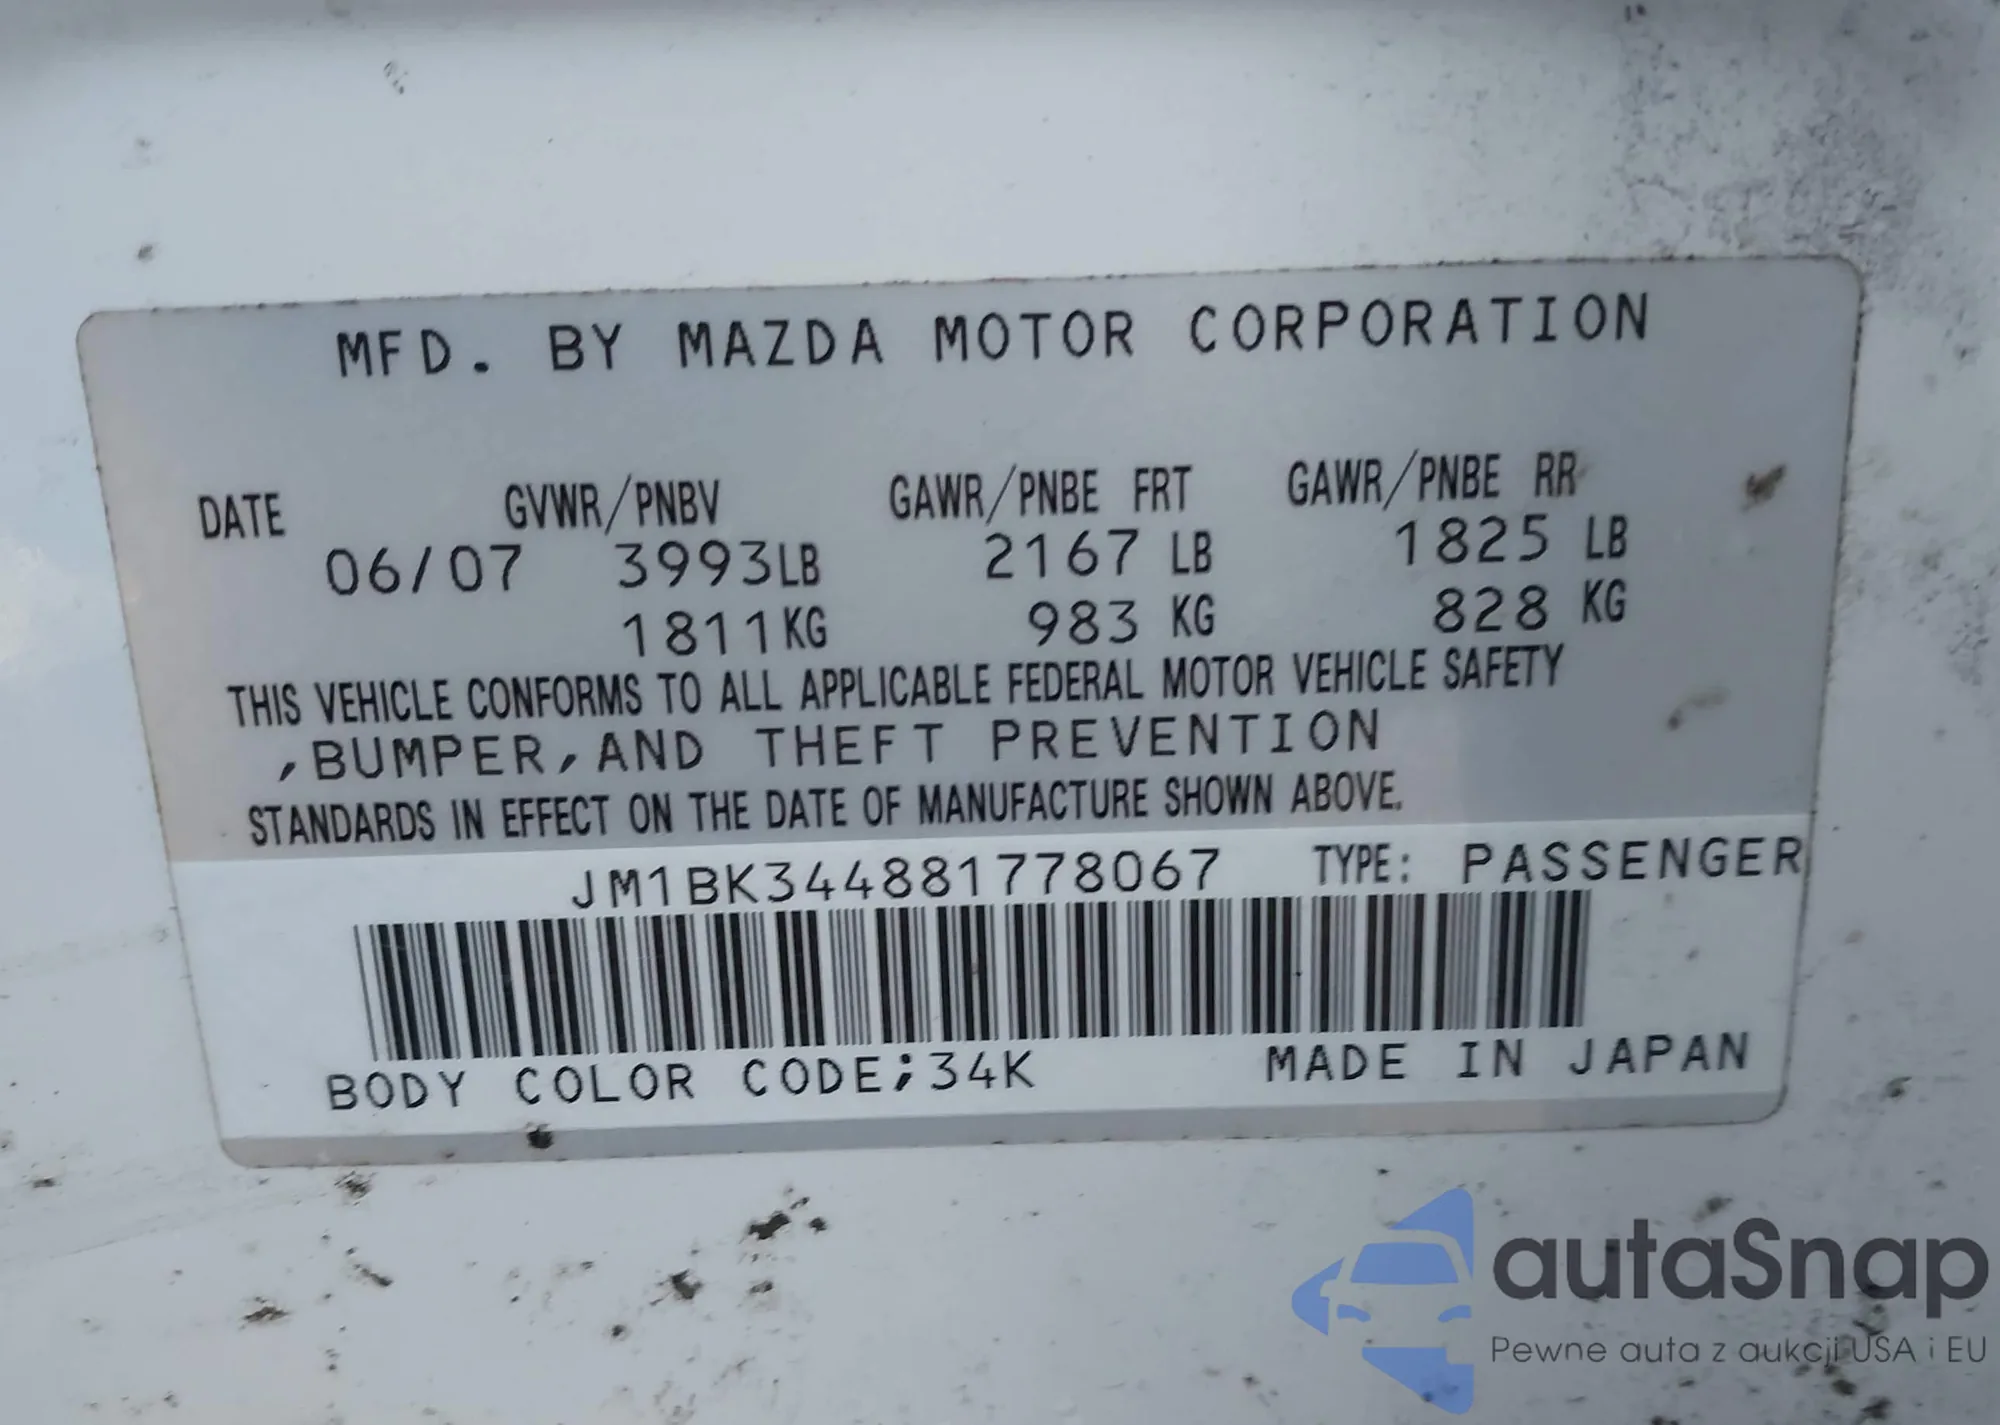 MFD. BY MAZDA MOTOR CORPORATION
DATE GVWR/PNBV GAWR/PNBE FRT GAWR/PNBE RR
06/07 3993LB 2167 LB 1825 LB
1811KG 983 KG 828 KG
THIS VEHICLE CONFORMS TO ALL APPLICABLE FEDERAL MOTOR VEHICLE SAFETY
,BUMPER,AND THEFT PREVENTION
STANDARDS IN EFFECT ON THE DATE OF MANUFACTURE SHOWN ABOVE.
JM1BK344881778067 TYPE: PASSENGER
BODY COLOR CODE;34K MADE IN JAPAN
autaSnap
Pewne auta z aukcji USA i EU